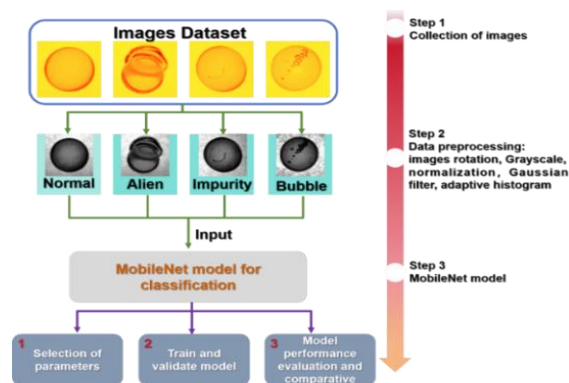 Images Dataset
Normal
Alien
Impurity
Bubble
Input
MobileNet model for
classification
1
Selection of
parameters
2
Train and
validate model
3
Model
performance
evaluation and
comparative
Step 1
Collection of images
Step 2
Data preprocessing:
images rotation, Grayscale,
normalization, Gaussian
filter, adaptive histogram
Step 3
MobileNet model